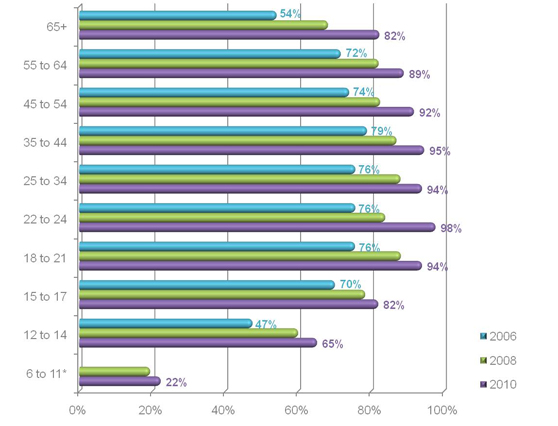 65+ 54% 82%
55 to 64 72% 89%
45 to 54 74% 92%
35 to 44 79% 95%
25 to 34 76% 94%
22 to 24 76% 98%
18 to 21 76% 94%
15 to 17 70% 82%
12 to 14 47% 65%
6 to 11* 22%
0% 20% 40% 60% 80% 100%
2006
2008
2010